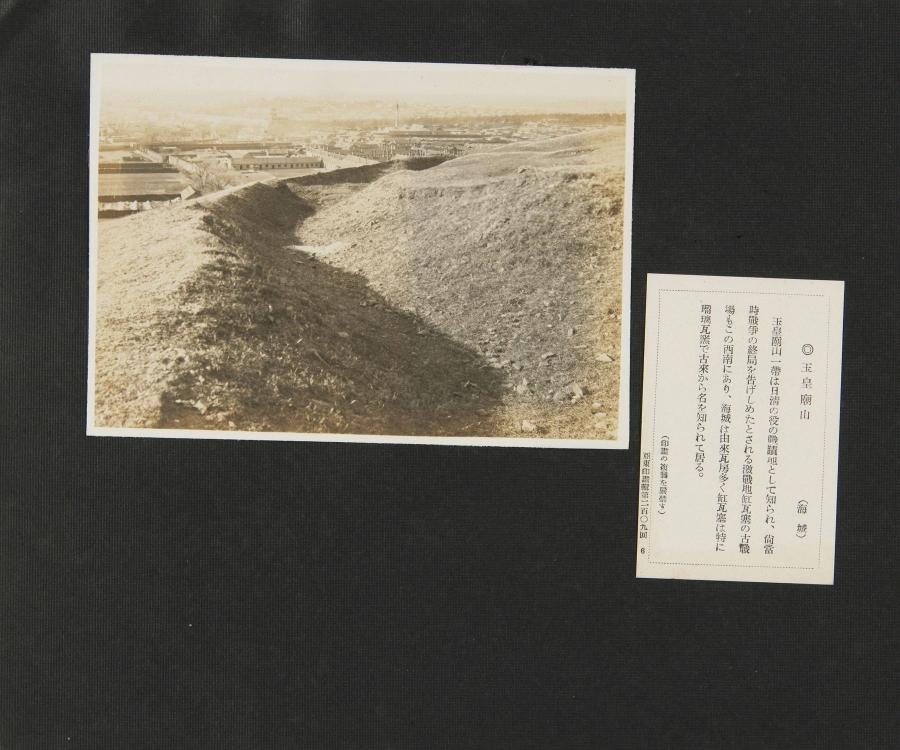 ◎玉皇廟山
（海城）
玉皇廟山一帶は日淸の役の戰蹟地として知られ、尙當
時戰爭の終局を吿げしめたとされる激戰地缸瓦寨の古戰
場もこの西南にあり、海城は由來瓦房多く缸瓦寨は特に
瑠璃瓦窯で古來から名を知られて居る。
（印畫の複製を嚴禁す）
亞東印畫輯第二百〇九回 6